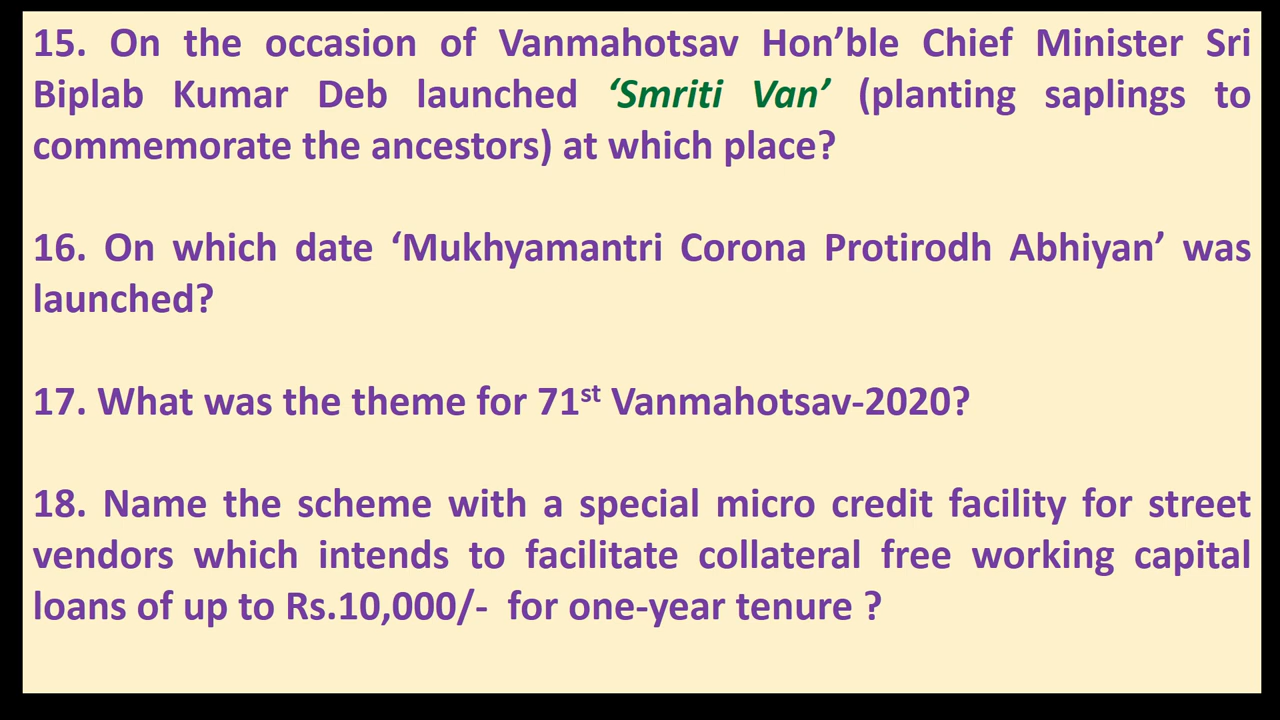 15. On the occasion of Vanmahotsav Hon’ble Chief Minister Sri
Biplab Kumar Deb launched ‘Smriti Van’ (planting saplings to
commemorate the ancestors) at which place?
16. On which date ‘Mukhyamantri Corona Protirodh Abhiyan’ was
launched?
17. What was the theme for 71st Vanmahotsav-2020?
18. Name the scheme with a special micro credit facility for street
vendors which intends to facilitate collateral free working capital
loans of up to Rs.10,000/- for one-year tenure ?